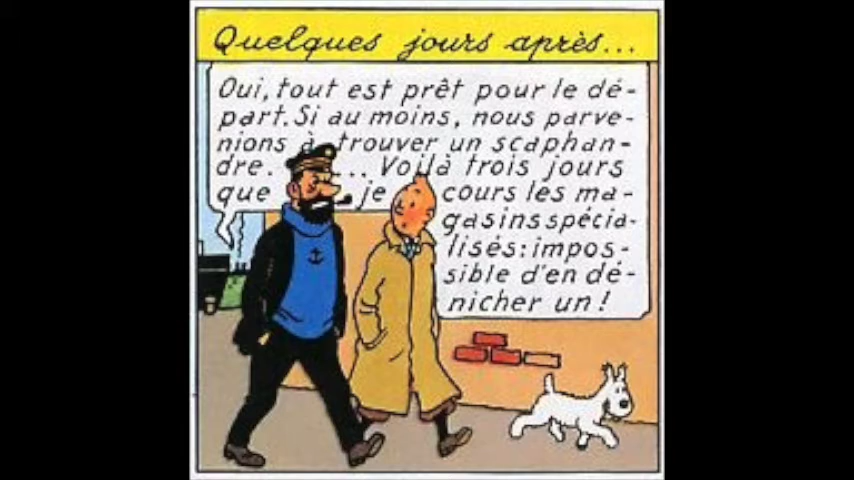 Quelques jours après...
Oui, tout est prêt pour le dé-
part. Si au moins, nous parve-
nions à trouver un scaphan-
dre. ... Voilà trois jours
que je cours les ma-
gasins spécia-
lisés: impos-
sible d'en dé-
nicher un!